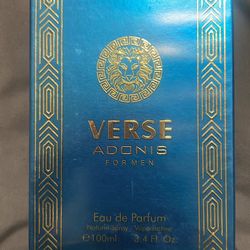 VERSE
ADONIS
FOR MEN
Eau de Parfum
Natural Spray Vaporisateur
℮100ml 3.4 Fl. Oz.